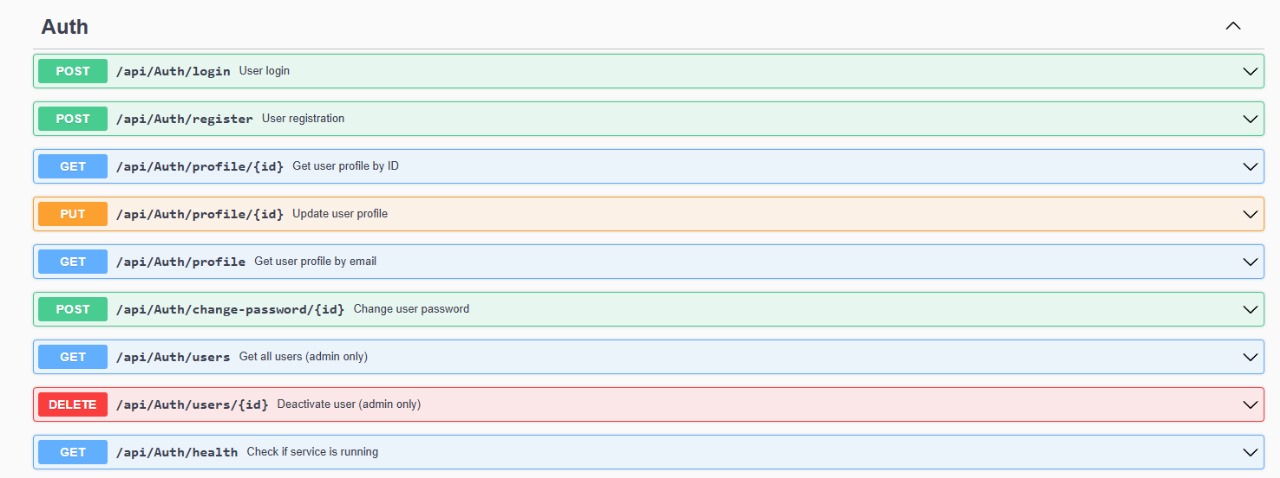 Auth
POST /api/Auth/login User login
POST /api/Auth/register User registration
GET /api/Auth/profile/{id} Get user profile by ID
PUT /api/Auth/profile/{id} Update user profile
GET /api/Auth/profile Get user profile by email
POST /api/Auth/change-password/{id} Change user password
GET /api/Auth/users Get all users (admin only)
DELETE /api/Auth/users/{id} Deactivate user (admin only)
GET /api/Auth/health Check if service is running